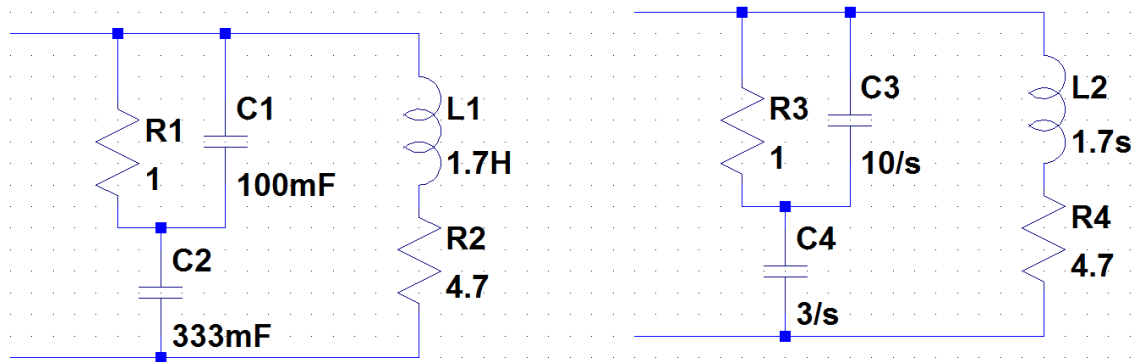 R1
1
C1
100mF
L1
1.7H
C2
333mF
R2
4.7
R3
1
C3
10/s
L2
1.7s
C4
3/s
R4
4.7